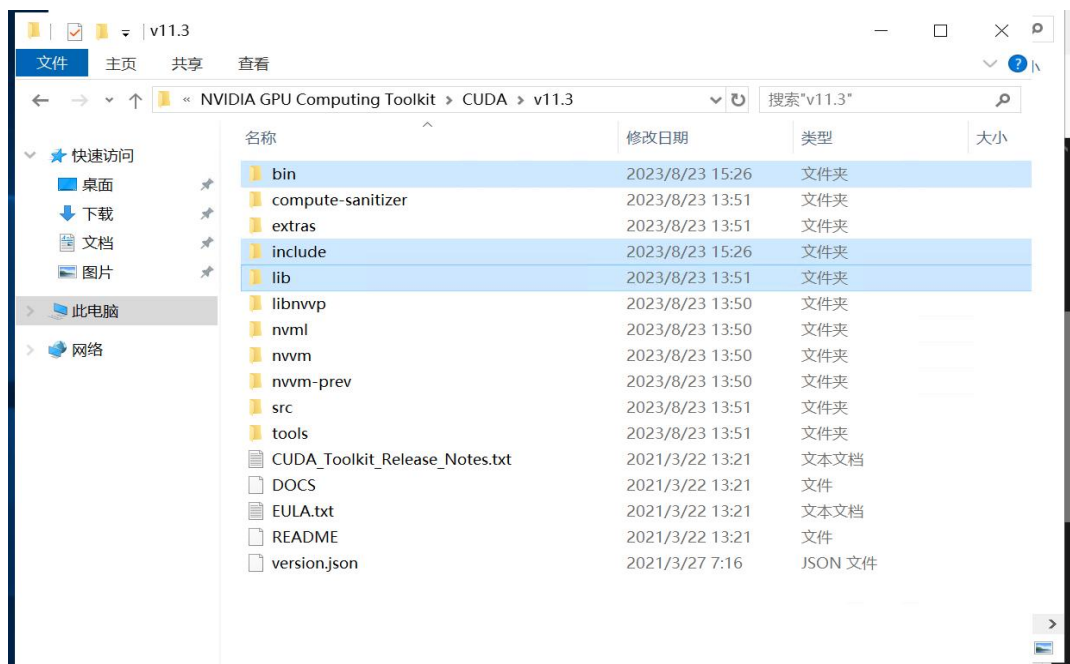 v11.3
文件 主页 共享 查看
« NVIDIA GPU Computing Toolkit > CUDA > v11.3 搜索"v11.3"
名称 修改日期 类型 大小
快速访问
桌面
下载
文档
图片
此电脑
网络
bin 2023/8/23 15:26 文件夹
compute-sanitizer 2023/8/23 13:51 文件夹
extras 2023/8/23 13:51 文件夹
include 2023/8/23 15:26 文件夹
lib 2023/8/23 13:51 文件夹
libnvvp 2023/8/23 13:50 文件夹
nvml 2023/8/23 13:50 文件夹
nvvm 2023/8/23 13:50 文件夹
nvvm-prev 2023/8/23 13:50 文件夹
src 2023/8/23 13:51 文件夹
tools 2023/8/23 13:51 文件夹
CUDA_Toolkit_Release_Notes.txt 2021/3/22 13:21 文本文档
DOCS 2021/3/22 13:21 文件
EULA.txt 2021/3/22 13:21 文本文档
README 2021/3/22 13:21 文件
version.json 2021/3/27 7:16 JSON 文件